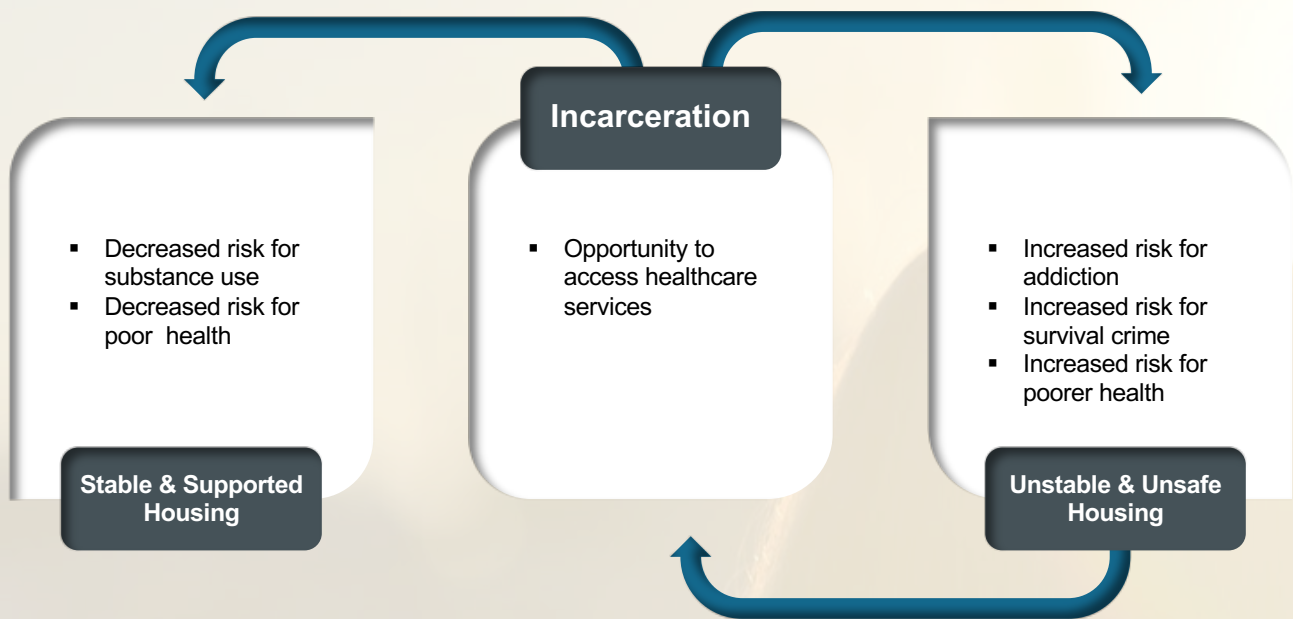 Incarceration
▪ Decreased risk for
substance use
▪ Decreased risk for
poor health
Stable & Supported
Housing
▪ Opportunity to
access healthcare
services
▪ Increased risk for
addiction
▪ Increased risk for
survival crime
▪ Increased risk for
poorer health
Unstable & Unsafe
Housing